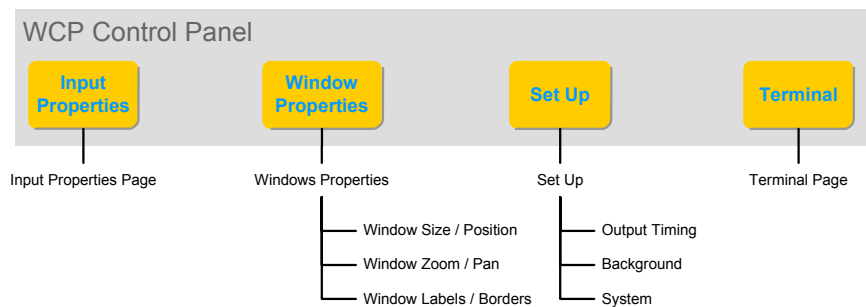 WCP Control Panel
Input
Properties
Window
Properties
Set Up
Terminal
Input Properties Page
Windows Properties
Set Up
Terminal Page
Window Size / Position
Window Zoom / Pan
Window Labels / Borders
Output Timing
Background
System